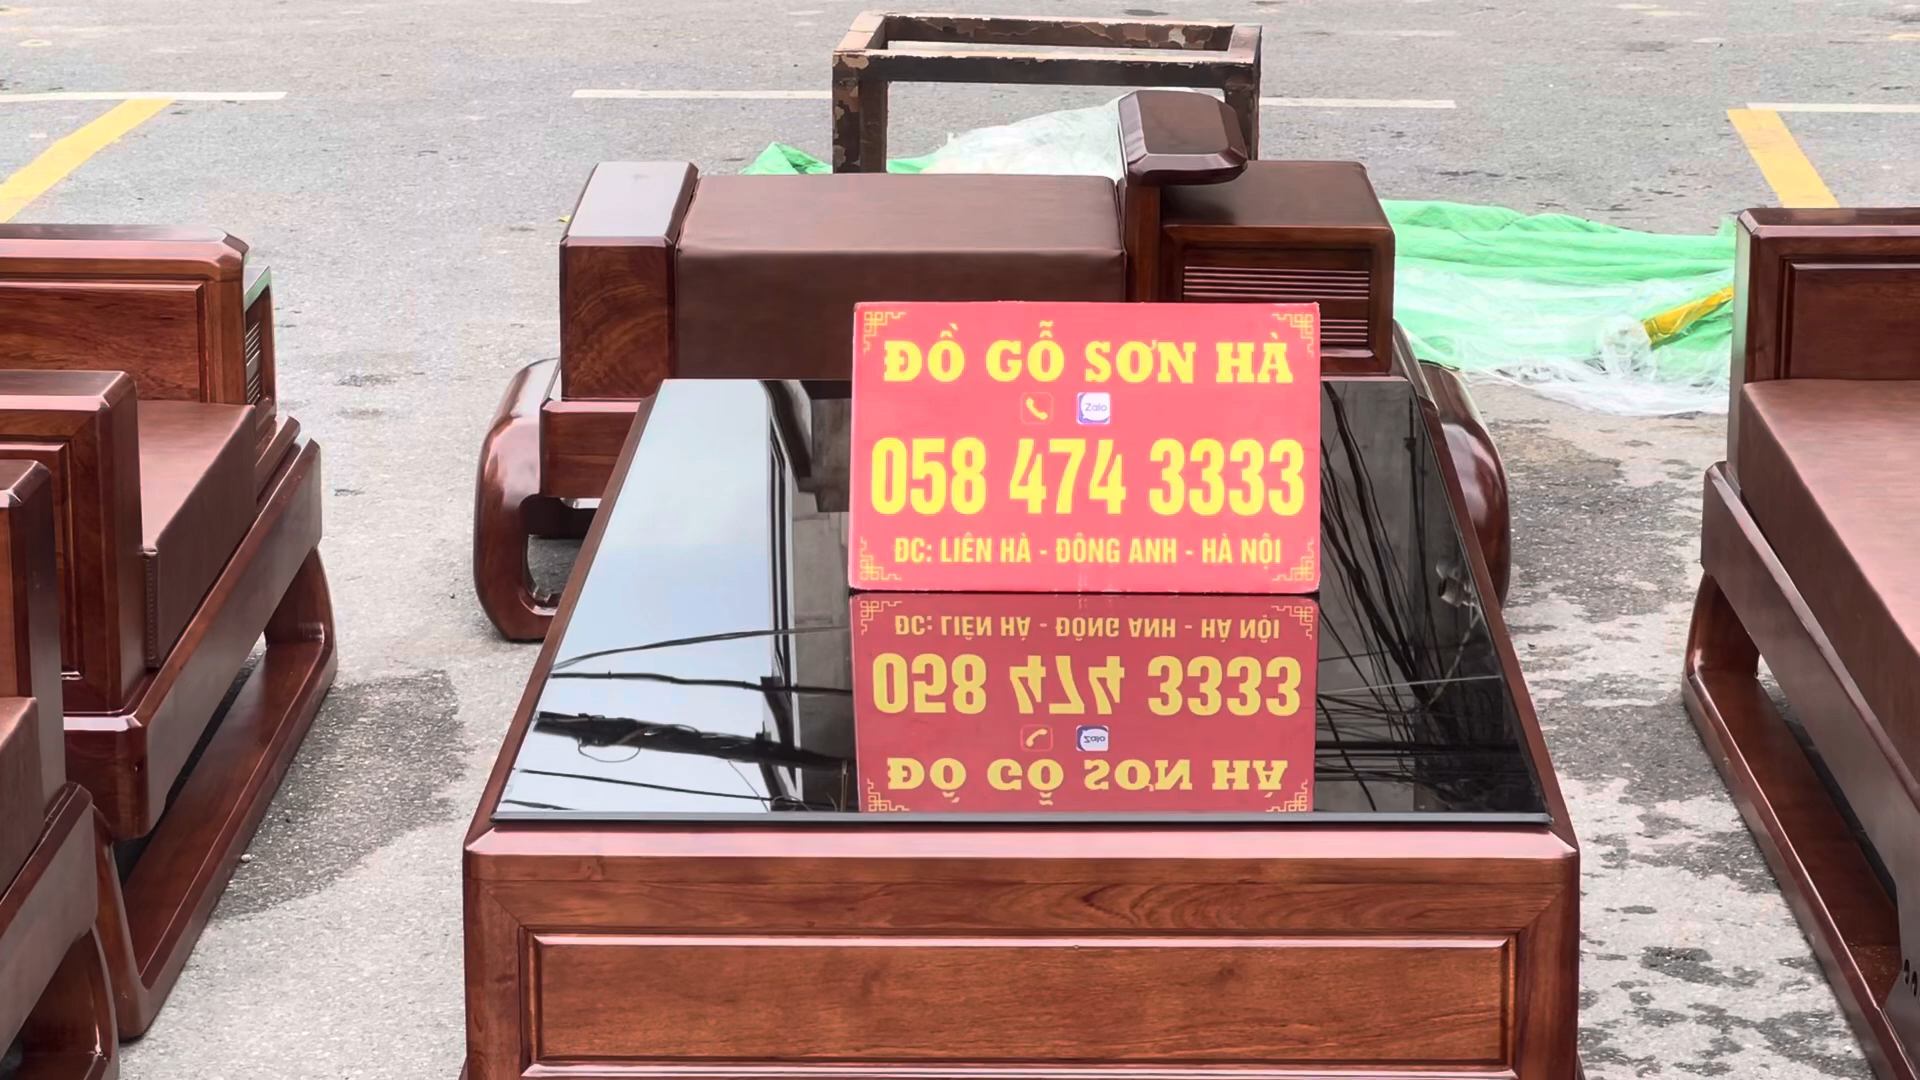 ĐỒ GỖ SƠN HÀ
Zalo
058 474 3333
ĐC: LIÊN HÀ - ĐÔNG ANH - HÀ NỘI